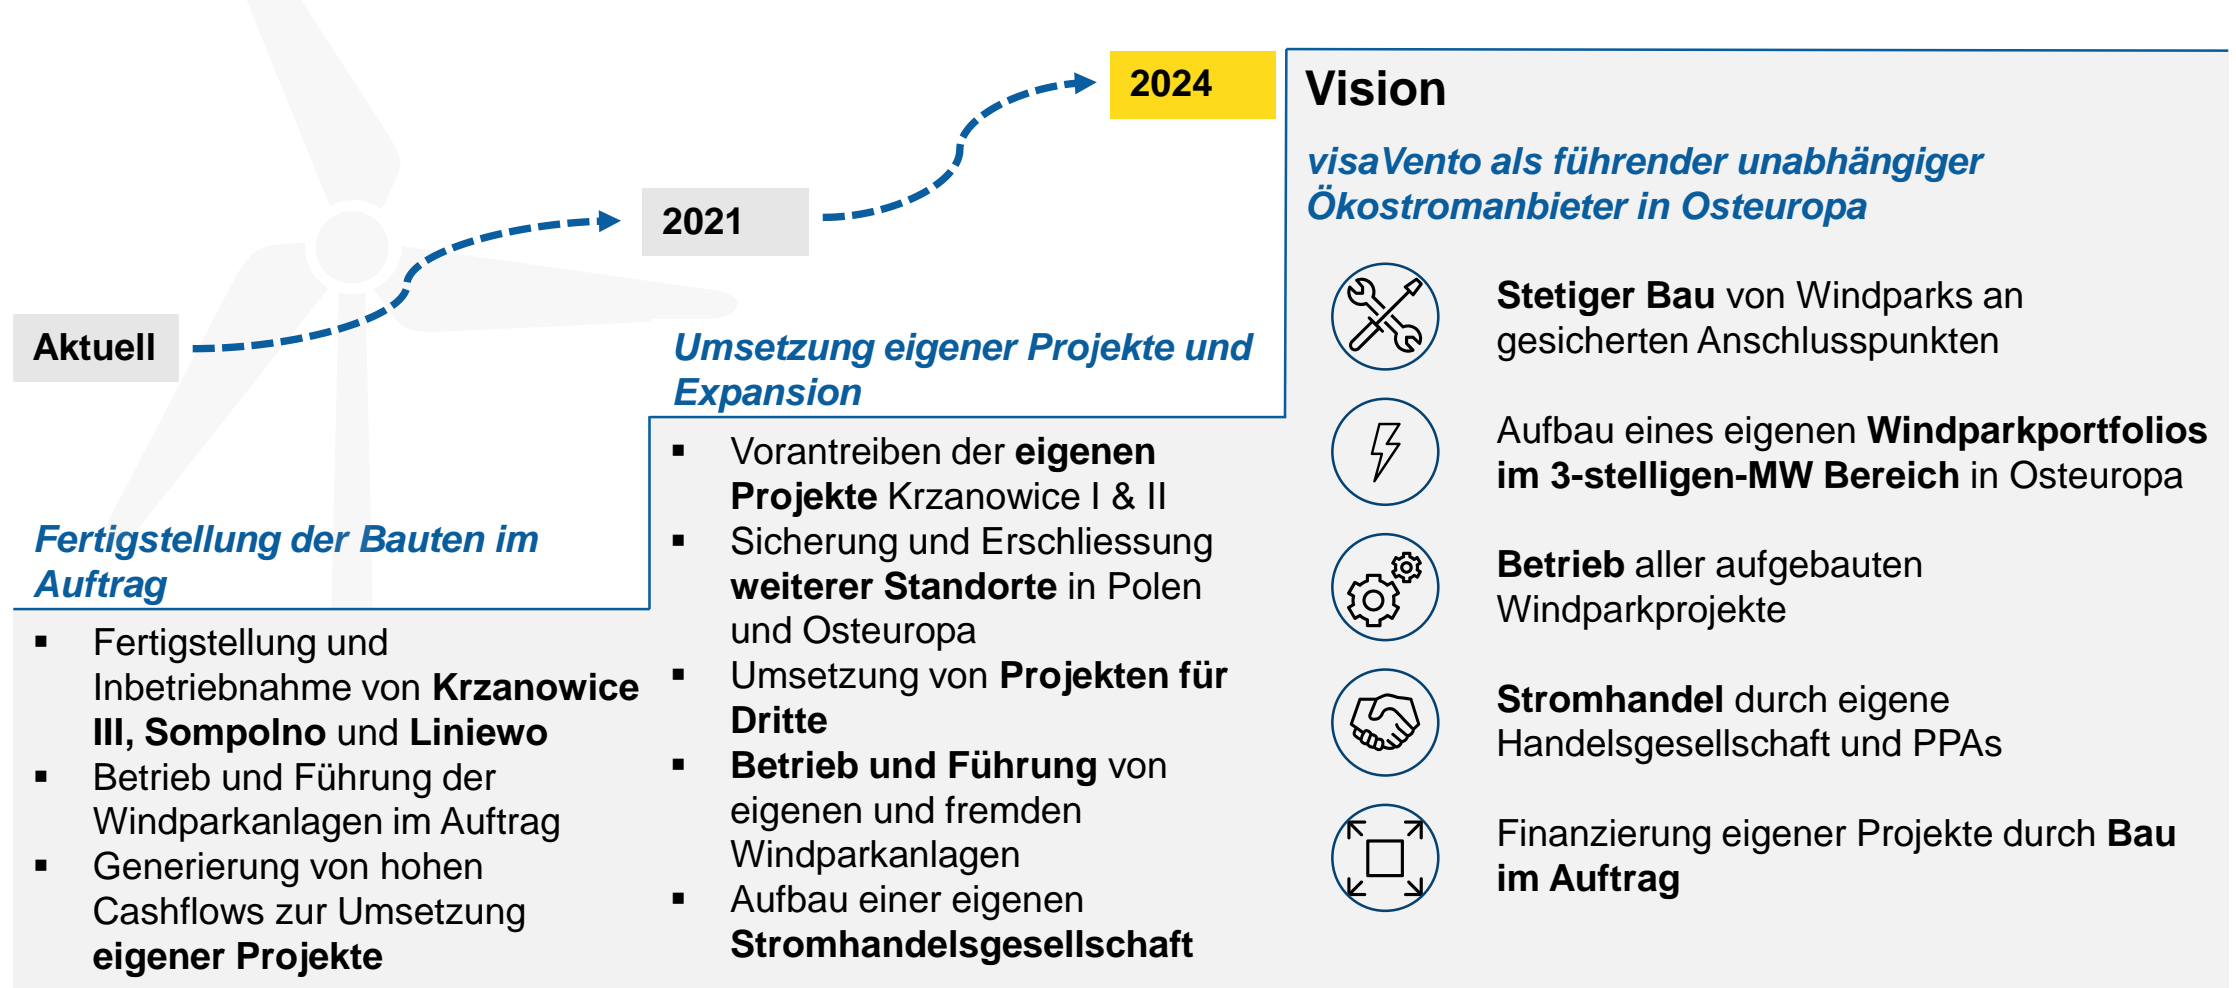 Aktuell
Fertigstellung der Bauten im
Auftrag
▪ Fertigstellung und
Inbetriebnahme von Krzanowice
III, Sompolno und Liniewo
▪ Betrieb und Führung der
Windparkanlagen im Auftrag
▪ Generierung von hohen
Cashflows zur Umsetzung
eigener Projekte
2021
Umsetzung eigener Projekte und
Expansion
▪ Vorantreiben der eigenen
Projekte Krzanowice I & II
▪ Sicherung und Erschliessung
weiterer Standorte in Polen
und Osteuropa
▪ Umsetzung von Projekten für
Dritte
▪ Betrieb und Führung von
eigenen und fremden
Windparkanlagen
▪ Aufbau einer eigenen
Stromhandelsgesellschaft
2024
Vision
visaVento als führender unabhängiger
Ökostromanbieter in Osteuropa
Stetiger Bau von Windparks an
gesicherten Anschlusspunkten
Aufbau eines eigenen Windparkportfolios
im 3-stelligen-MW Bereich in Osteuropa
Betrieb aller aufgebauten
Windparkprojekte
Stromhandel durch eigene
Handelsgesellschaft und PPAs
Finanzierung eigener Projekte durch Bau
im Auftrag